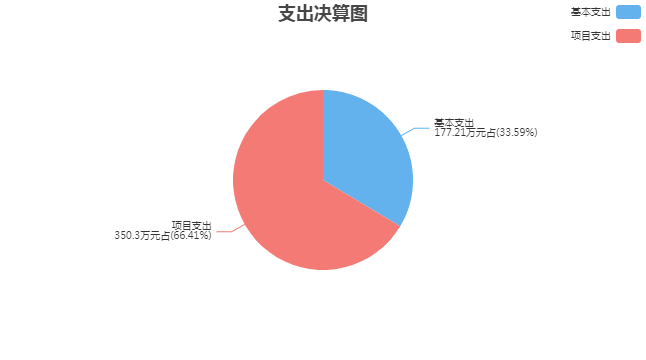 支出决算图
基本支出
项目支出
基本支出
177.21万元占(33.59%)
项目支出
350.3万元占(66.41%)